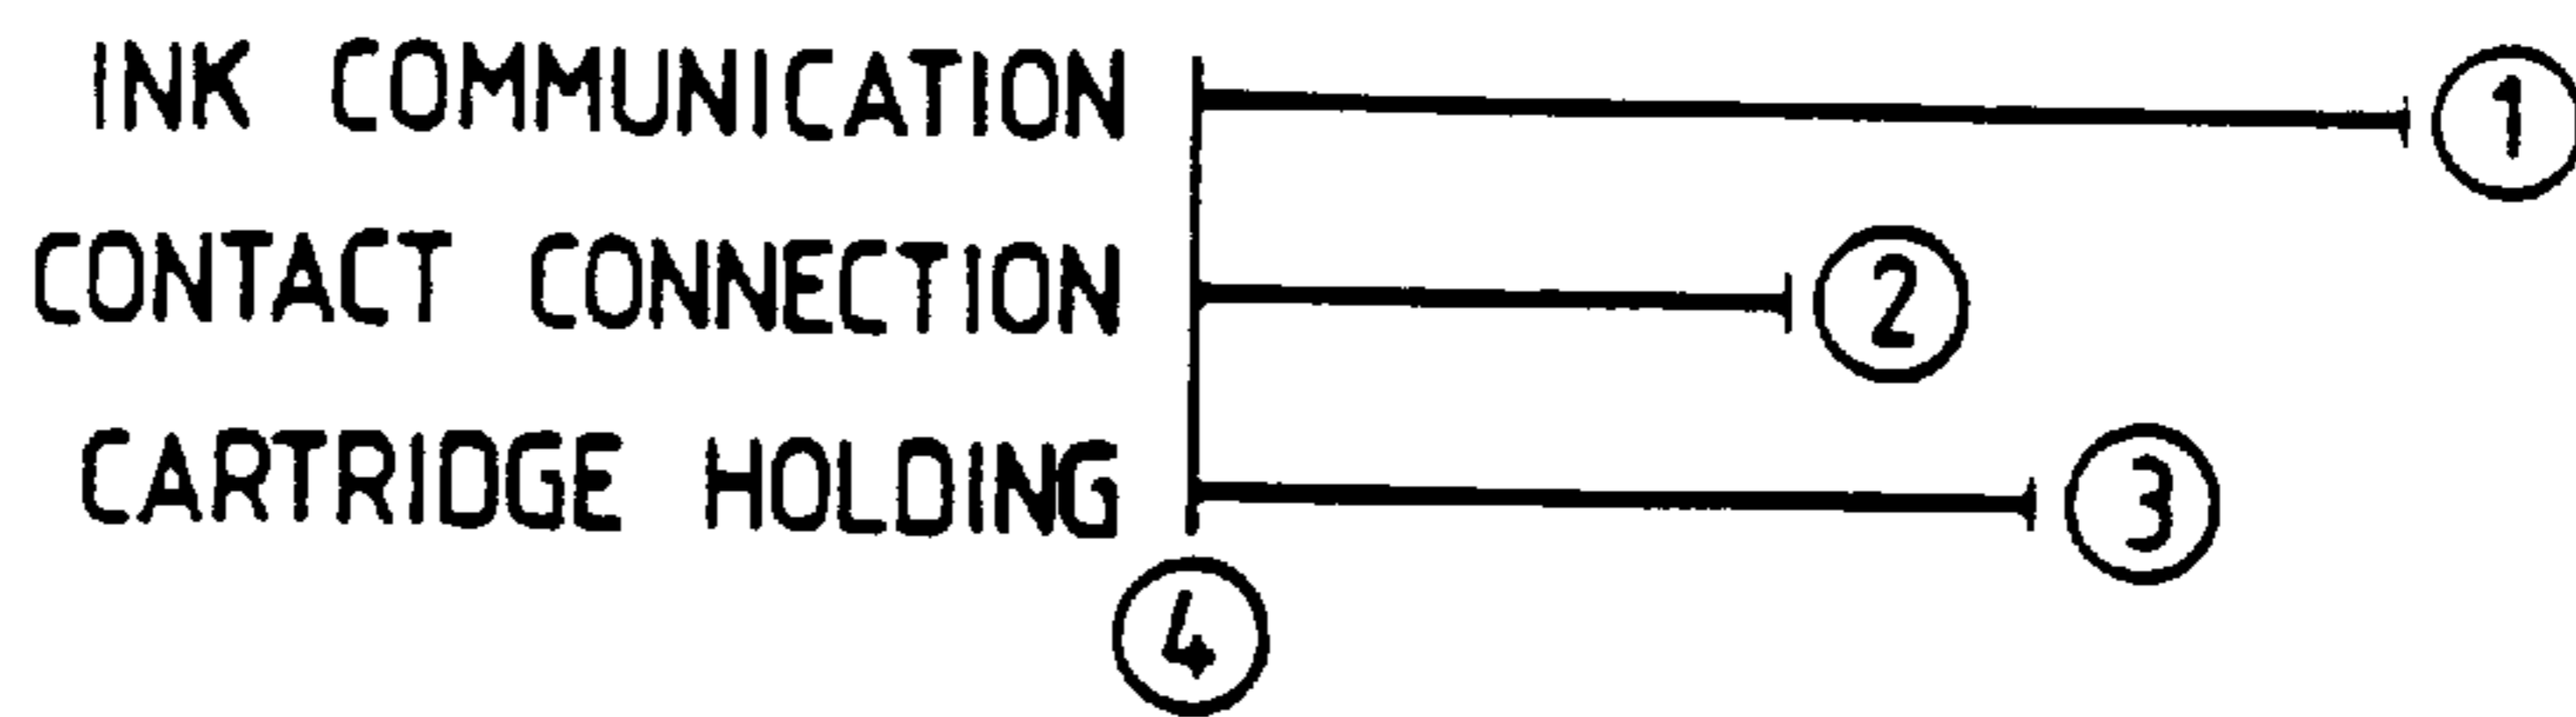 INK COMMUNICATION 1
CONTACT CONNECTION 2
CARTRIDGE HOLDING 3
4